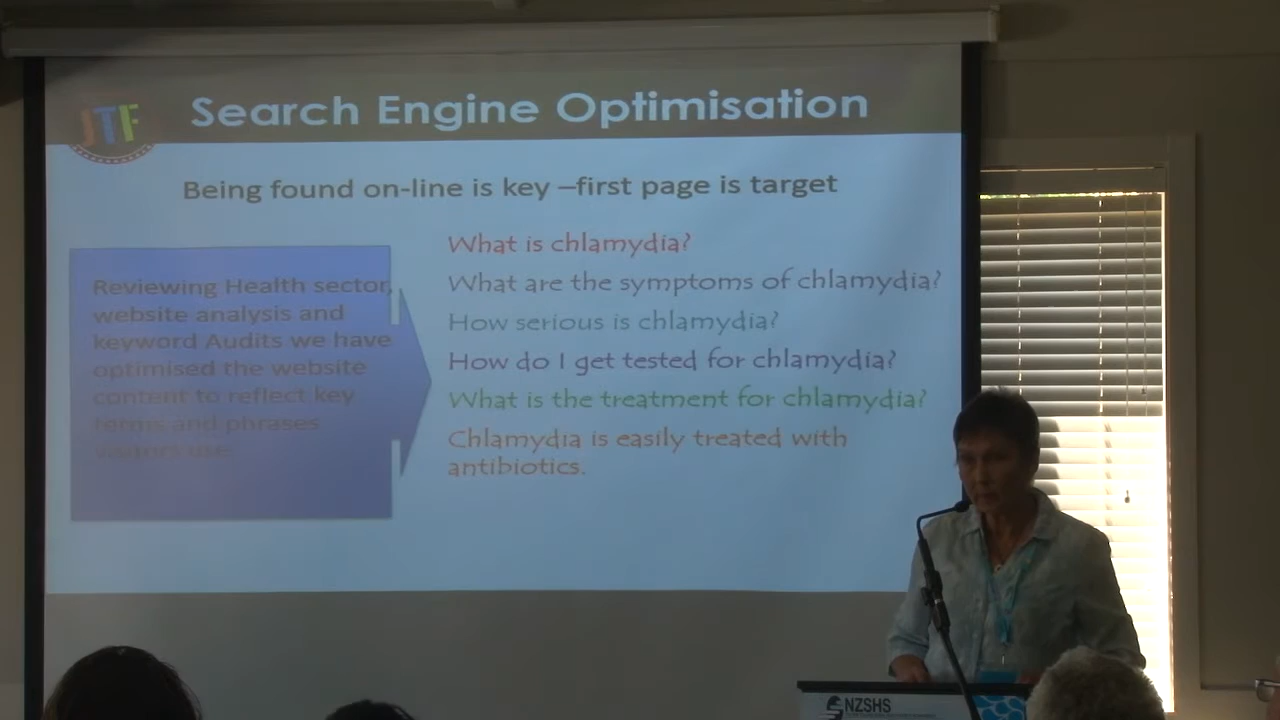 JTF
Search Engine Optimisation
Being found on-line is key –first page is target
Reviewing Health sector,
website analysis and
keyword Audits we have
optimised the website
content to reflect key
terms and phrases
visitors use.
What is chlamydia?
What are the symptoms of chlamydia?
How serious is chlamydia?
How do I get tested for chlamydia?
What is the treatment for chlamydia?
Chlamydia is easily treated with
antibiotics.
NZSHS